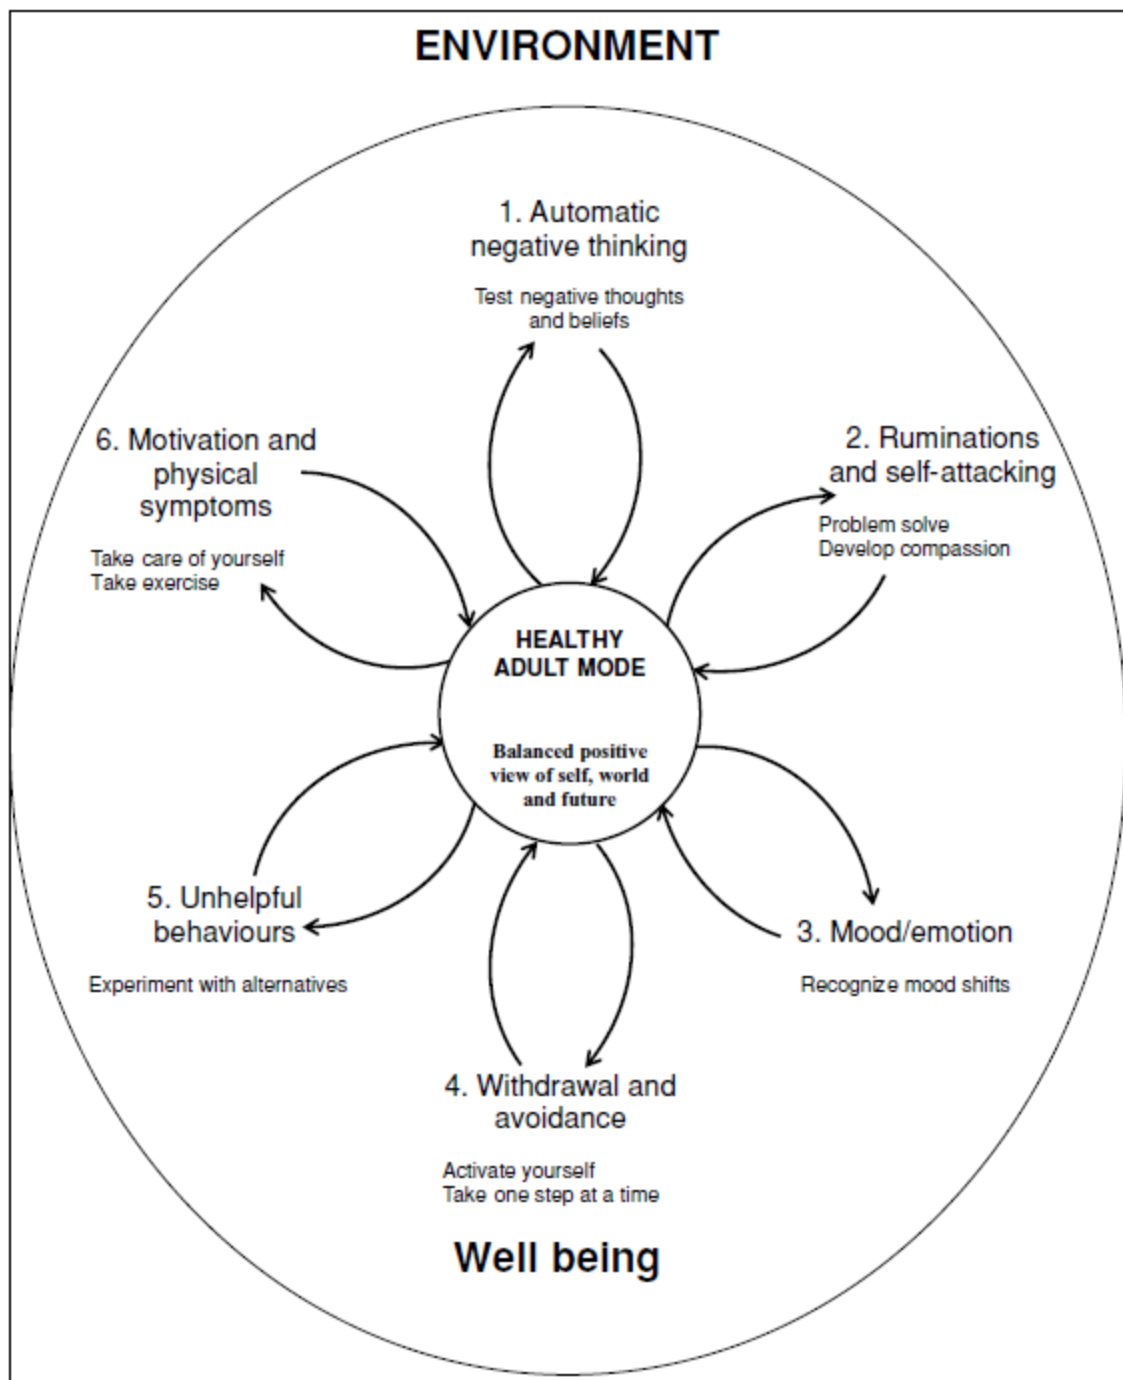 ENVIRONMENT
1. Automatic
negative thinking
Test negative thoughts
and beliefs
2. Ruminations
and self-attacking
Problem solve
Develop compassion
6. Motivation and
physical
symptoms
Take care of yourself
Take exercise
HEALTHY
ADULT MODE
Balanced positive
view of self, world
and future
5. Unhelpful
behaviours
Experiment with alternatives
3. Mood/emotion
Recognize mood shifts
4. Withdrawal and
avoidance
Activate yourself
Take one step at a time
Well being